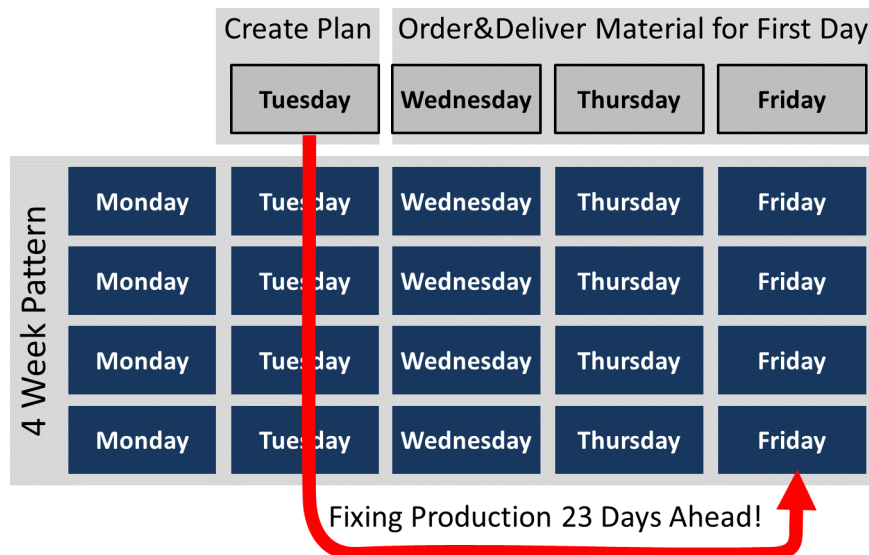 Create Plan Order&Deliver Material for First Day
Tuesday Wednesday Thursday Friday
4 Week Pattern
Monday Tuesday Wednesday Thursday Friday
Monday Tuesday Wednesday Thursday Friday
Monday Tuesday Wednesday Thursday Friday
Monday Tuesday Wednesday Thursday Friday
Fixing Production 23 Days Ahead!